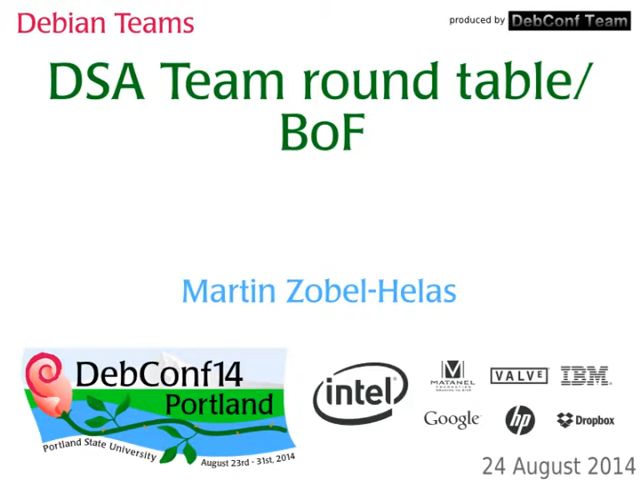 Debian Teams
produced by DebConf Team
DSA Team round table/
BoF
Martin Zobel-Helas
DebConf14
Portland
Portland State University
August 23rd - 31st, 2014
intel
MATANEL
VALVE
IBM
Google
hp
Dropbox
24 August 2014